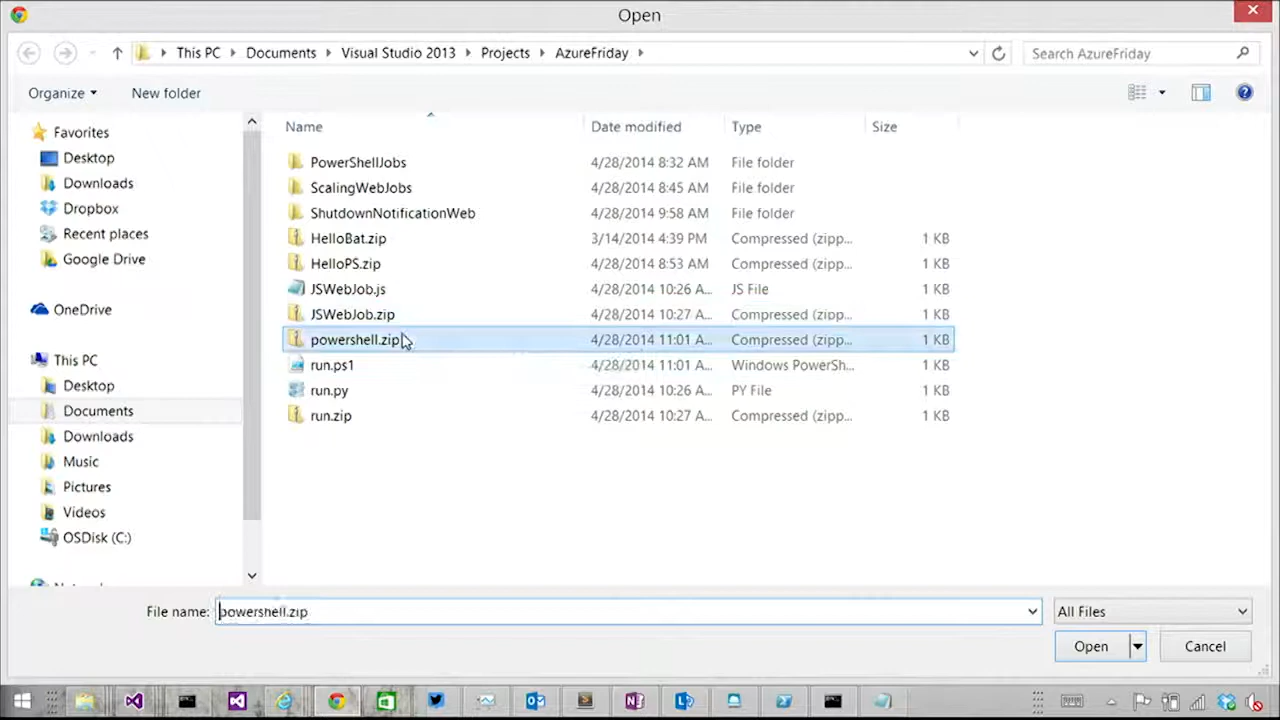 Open
This PC Documents Visual Studio 2013 Projects AzureFriday
Search AzureFriday
Organize New folder
Name Date modified Type Size
Favorites
Desktop
Downloads
Dropbox
Recent places
Google Drive
OneDrive
This PC
Desktop
Documents
Downloads
Music
Pictures
Videos
OSDisk (C:)
PowerShellJobs 4/28/2014 8:32 AM File folder
ScalingWebJobs 4/28/2014 8:45 AM File folder
ShutdownNotificationWeb 4/28/2014 9:58 AM File folder
HelloBat.zip 3/14/2014 4:39 PM Compressed (zipp... 1 KB
HelloPS.zip 4/28/2014 8:53 AM Compressed (zipp... 1 KB
JSWebJob.js 4/28/2014 10:26 A... JS File 1 KB
JSWebJob.zip 4/28/2014 10:27 A... Compressed (zipp... 1 KB
powershell.zip 4/28/2014 11:01 A... Compressed (zipp... 1 KB
run.ps1 4/28/2014 11:01 A... Windows PowerSh... 1 KB
run.py 4/28/2014 10:26 A... PY File 1 KB
run.zip 4/28/2014 10:27 A... Compressed (zipp... 1 KB
File name: powershell.zip All Files
Open Cancel